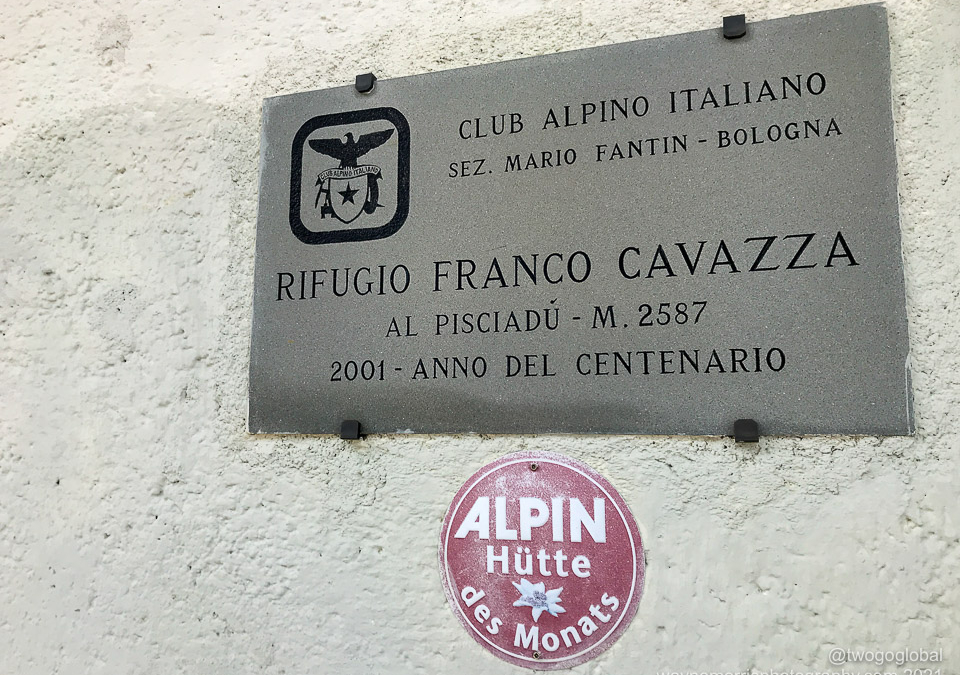 CLUB ALPINO ITALIANO
SEZ. MARIO FANTIN - BOLOGNA
CLUB ALPINO ITALIANO
RIFUGIO FRANCO CAVAZZA
AL PISCIADÚ - M. 2587
2001 - ANNO DEL CENTENARIO
ALPIN
Hütte
des Monats
@twogoglobal